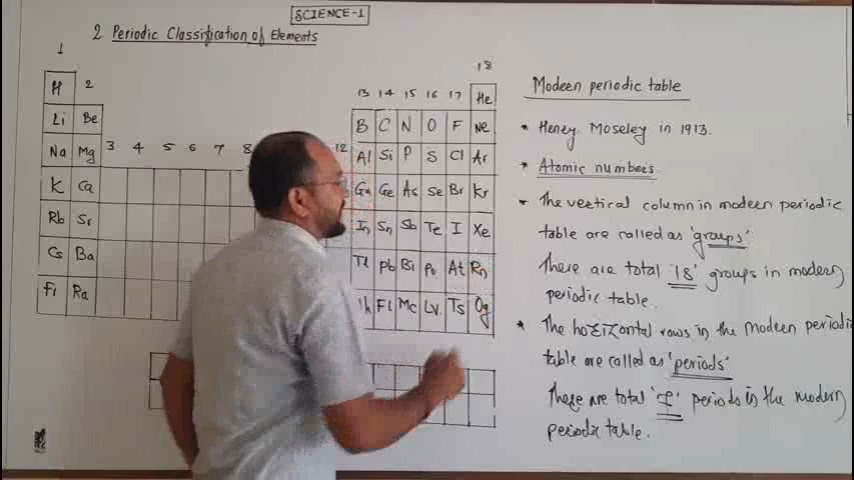 SCIENCE-1
2 Periodic Classification of Elements
1 18
H 2 13 14 15 16 17 He
Li Be B C N O F Ne
Na Mg 3 4 5 6 7 8 12 Al Si P S Cl Ar
K Ca Ga Ge As Se Br Kr
Rb Sr In Sn Sb Te I Xe
Cs Ba Tl Pb Bi Po At Rn
Fr Ra Fl Mc Lv Ts Og
Modern periodic table
* Henry Moseley in 1913.
* Atomic numbers.
* The vertical column in modern periodic
table are called as 'groups'
There are total '18' groups in modern
periodic table.
* The horizontal rows in the modern periodic
table are called as 'periods'
There are total '7' periods in the modern
periodic table.